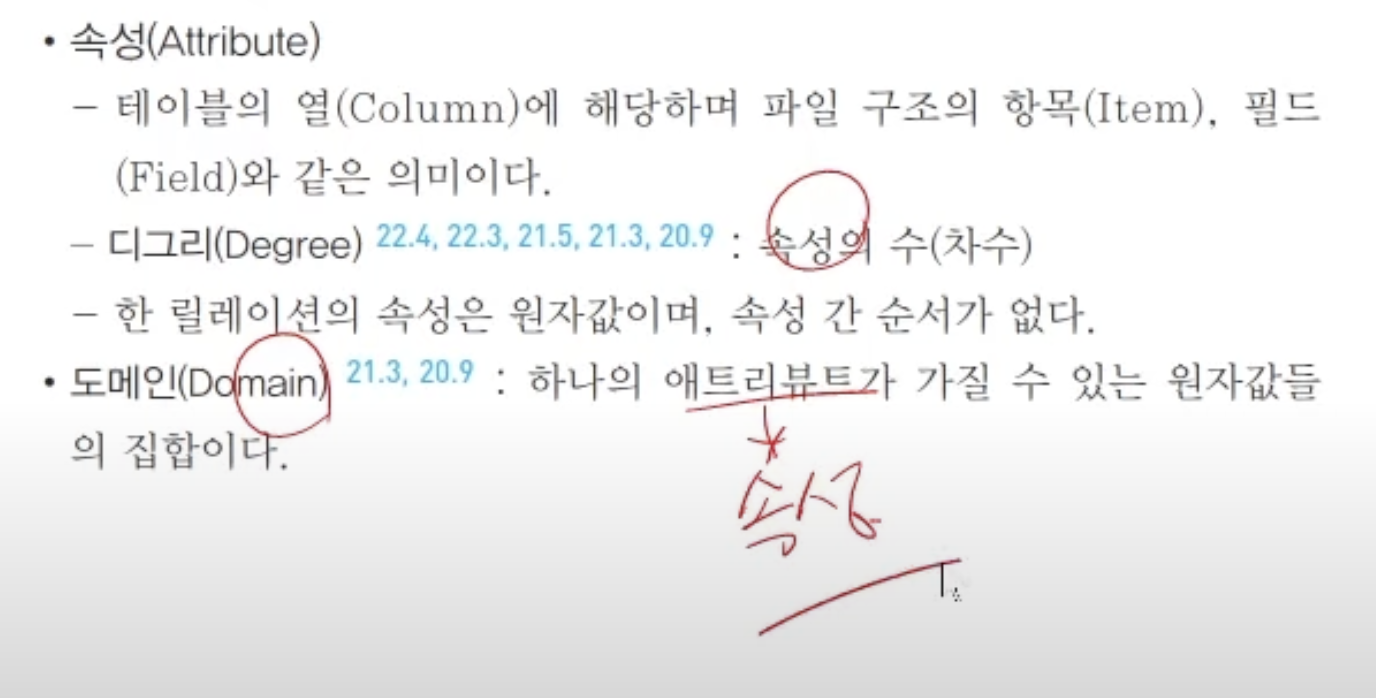 • 속성(Attribute)
– 테이블의 열(Column)에 해당하며 파일 구조의 항목(Item), 필드
(Field)와 같은 의미이다.
– 디그리(Degree) 22.4, 22.3, 21.5, 21.3, 20.9 : 속성의 수(차수)
– 한 릴레이션의 속성은 원자값이며, 속성 간 순서가 없다.
• 도메인(Domain) 21.3, 20.9 : 하나의 애트리뷰트가 가질 수 있는 원자값들
의 집합이다.
속성